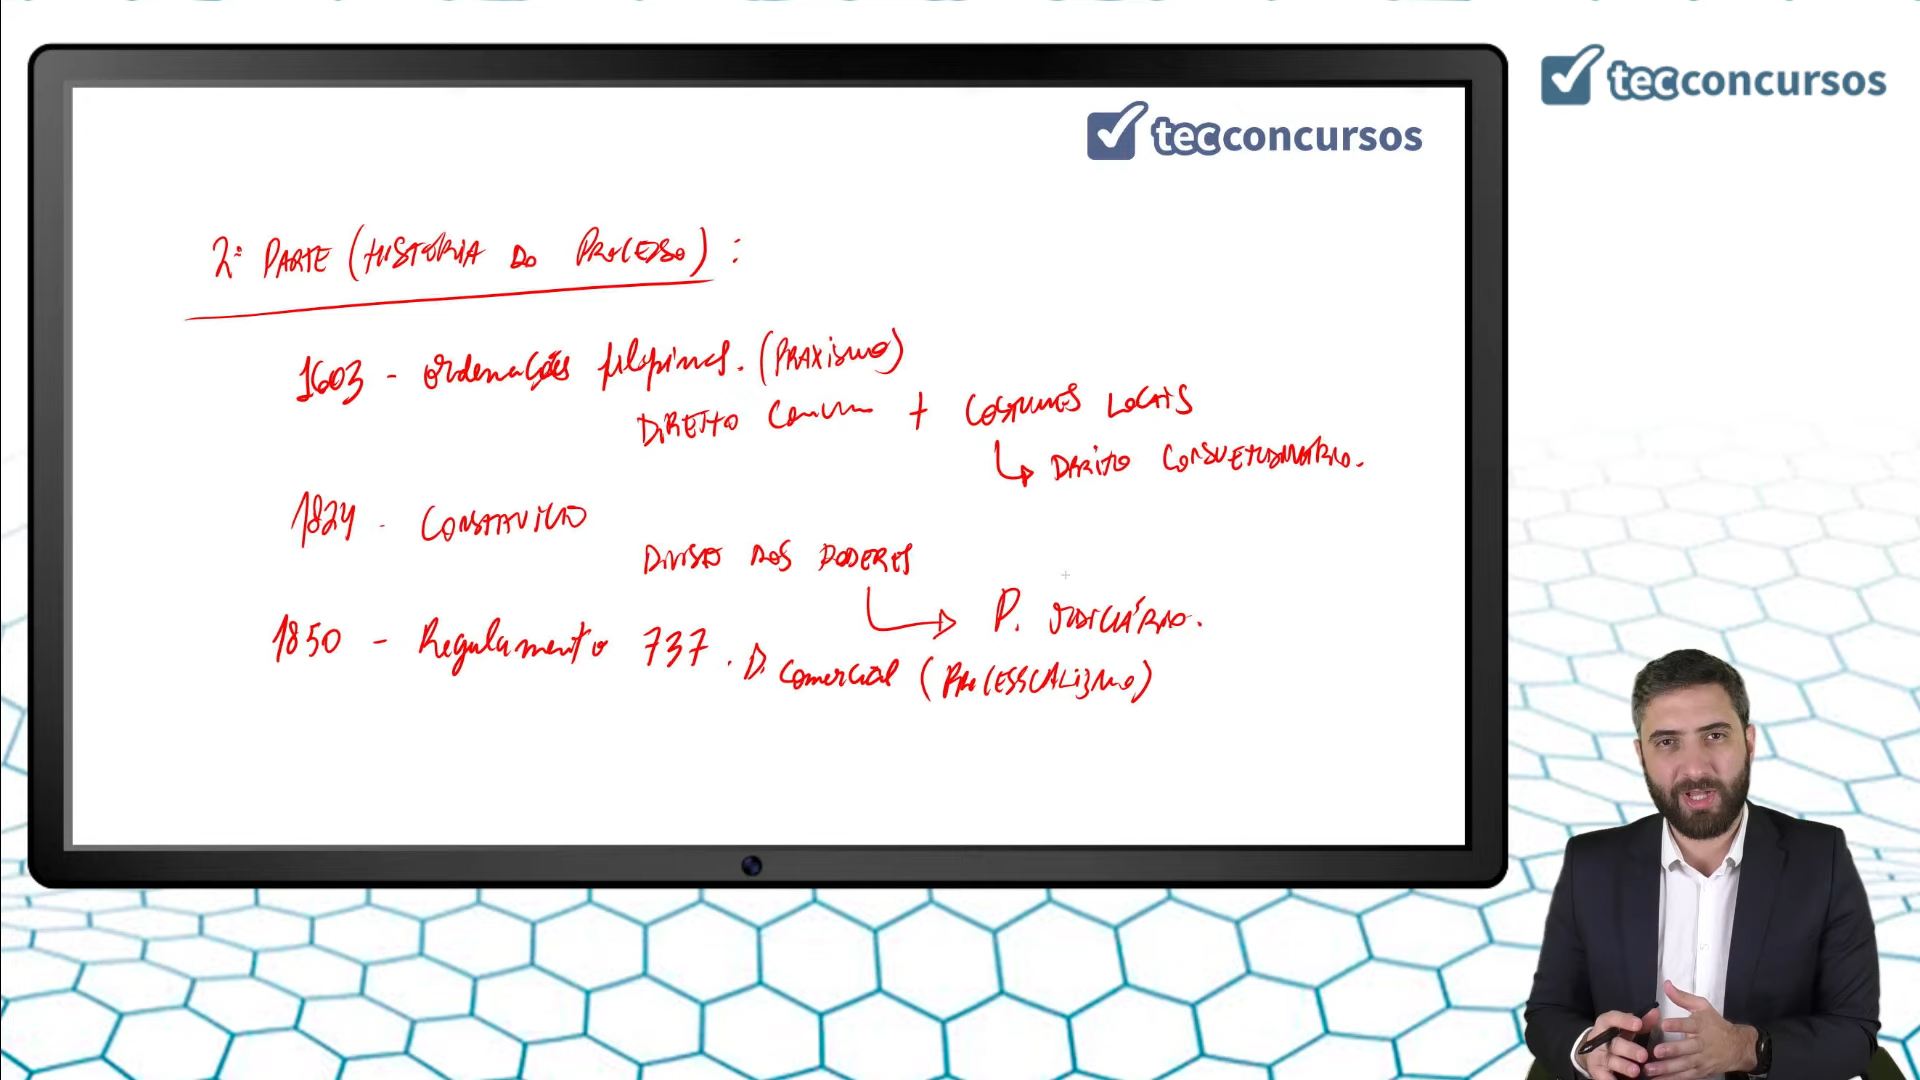 tecconcursos
tecconcursos
2ª PARTE (HISTÓRIA DO PROCESSO):
1603 - Ordenações filipinas. (PRAXISMO)
DIREITO COMUM + COSTUMES LOCAIS
DIREITO CONSUETUDINÁRIO.
1824 - CONSTITUIÇÃO
DIVISÃO DOS PODERES
P. JUDICIÁRIO.
1850 - Regulamento 737. D. Comercial (PROCESSUALISMO)